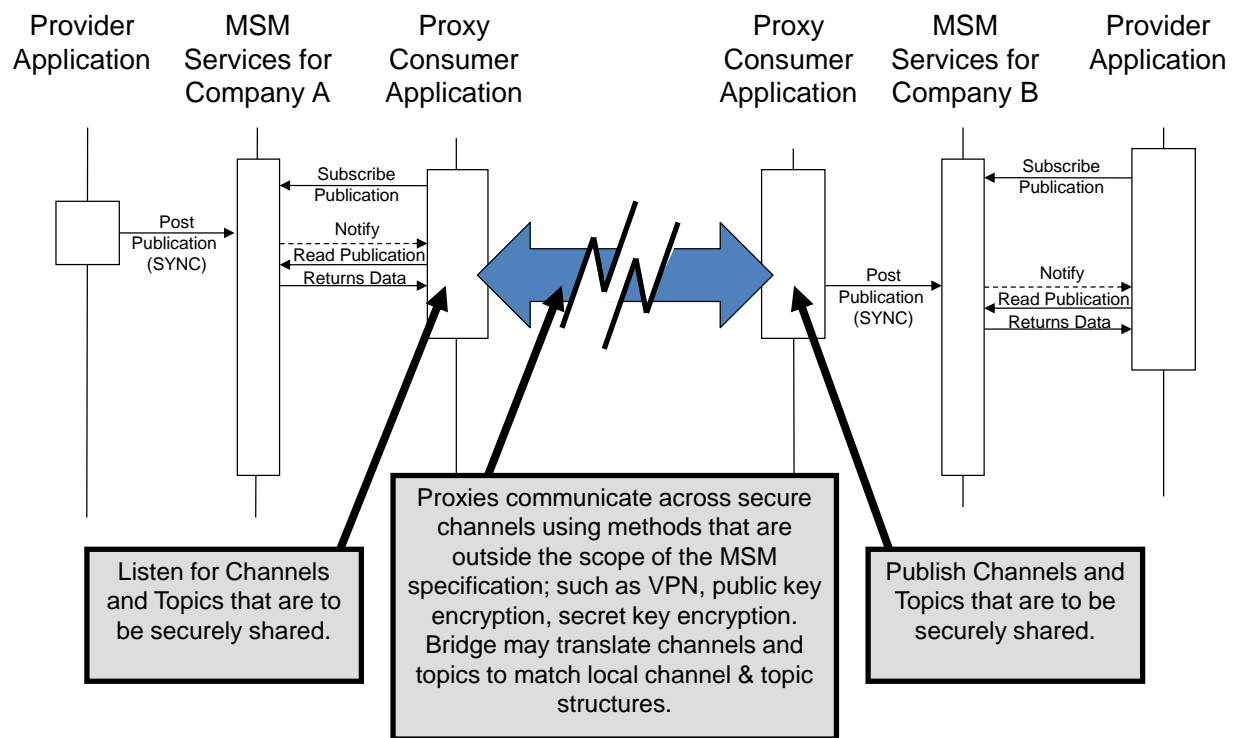 Provider
Application
MSM
Services for
Company A
Proxy
Consumer
Application
Proxy
Consumer
Application
MSM
Services for
Company B
Provider
Application
Subscribe
Publication
Post
Publication
(SYNC)
Notify
Read Publication
Returns Data
Subscribe
Publication
Post
Publication
(SYNC)
Notify
Read Publication
Returns Data
Listen for Channels
and Topics that are to
be securely shared.
Proxies communicate across secure
channels using methods that are
outside the scope of the MSM
specification; such as VPN, public key
encryption, secret key encryption.
Bridge may translate channels and
topics to match local channel & topic
structures.
Publish Channels and
Topics that are to be
securely shared.